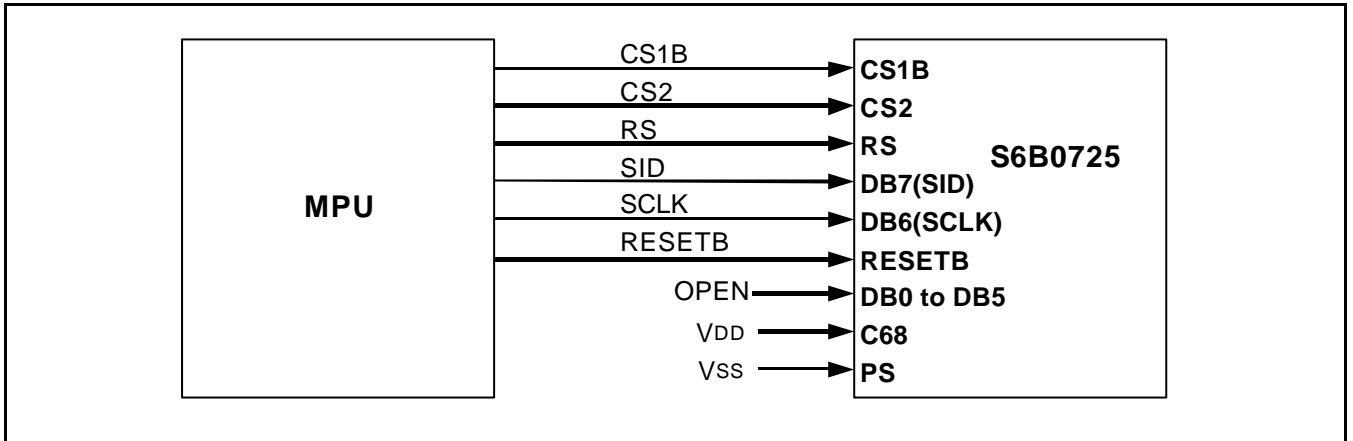 MPU
CS1B
CS2
RS
SID
SCLK
RESETB
OPEN
VDD
VSS
CS1B
CS2
RS
DB7(SID)
DB6(SCLK)
RESETB
DB0 to DB5
C68
PS
S6B0725